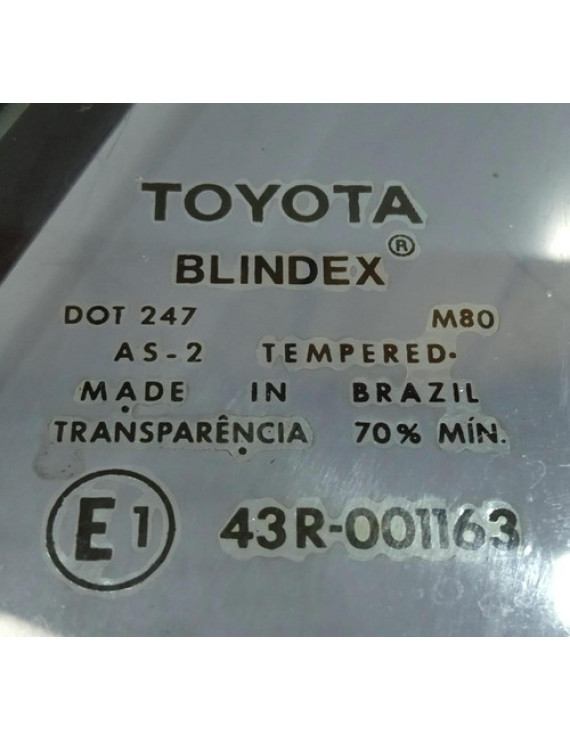 TOYOTA
BLINDEX®
DOT 247 M80
AS-2 TEMPERED·
MADE IN BRAZIL
TRANSPARÊNCIA 70% MÍN.
E1 43R-001163